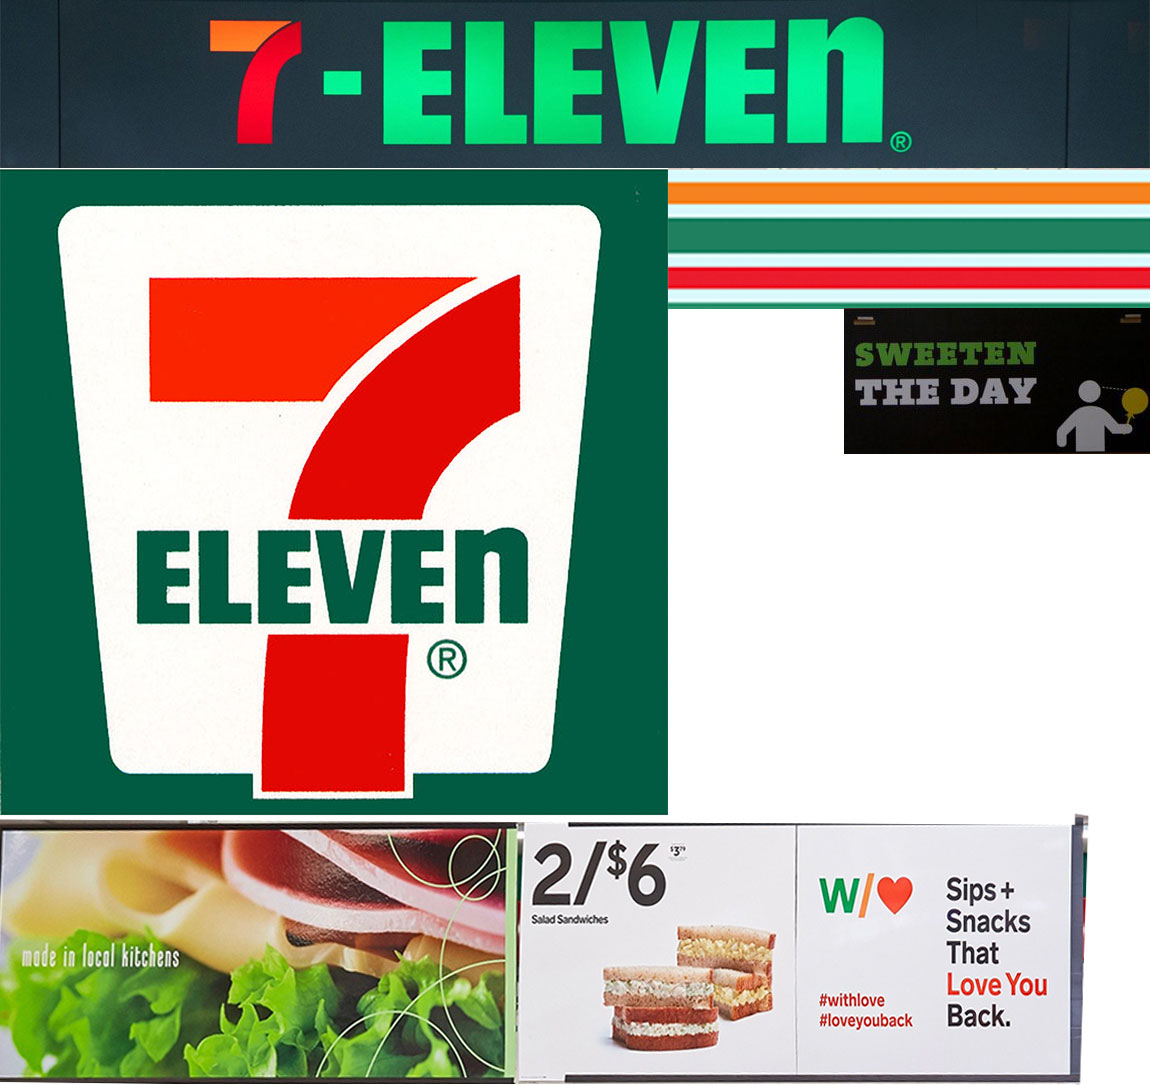 7-ELEVEn®
7
ELEVEn
®
SWEETEN
THE DAY
made in local kitchens
2/$6
$3.79
Salad Sandwiches
W/♥
Sips+
Snacks
That
Love You
Back.
#withlove
#loveyouback